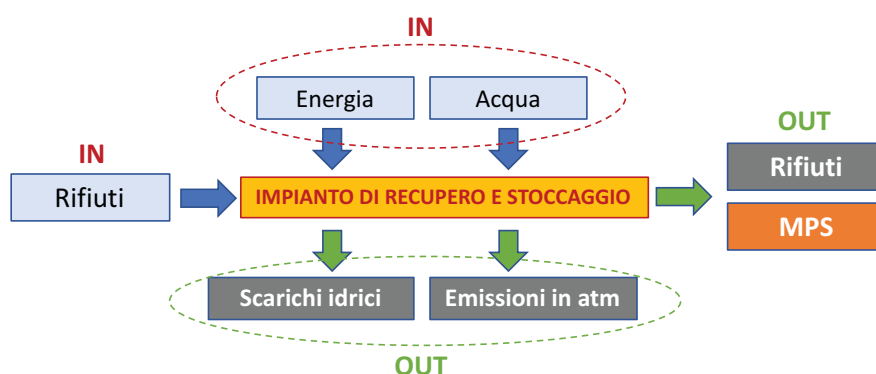 IN
Energia
Acqua
OUT
IN
Rifiuti
Rifiuti
IMPIANTO DI RECUPERO E STOCCAGGIO
MPS
Scarichi idrici
Emissioni in atm
OUT